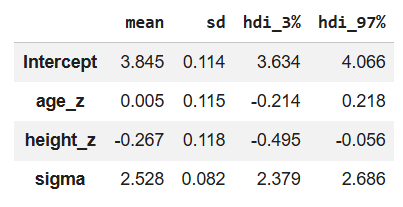 mean sd hdi_3% hdi_97%
Intercept 3.845 0.114 3.634 4.066
age_z 0.005 0.115 -0.214 0.218
height_z -0.267 0.118 -0.495 -0.056
sigma 2.528 0.082 2.379 2.686